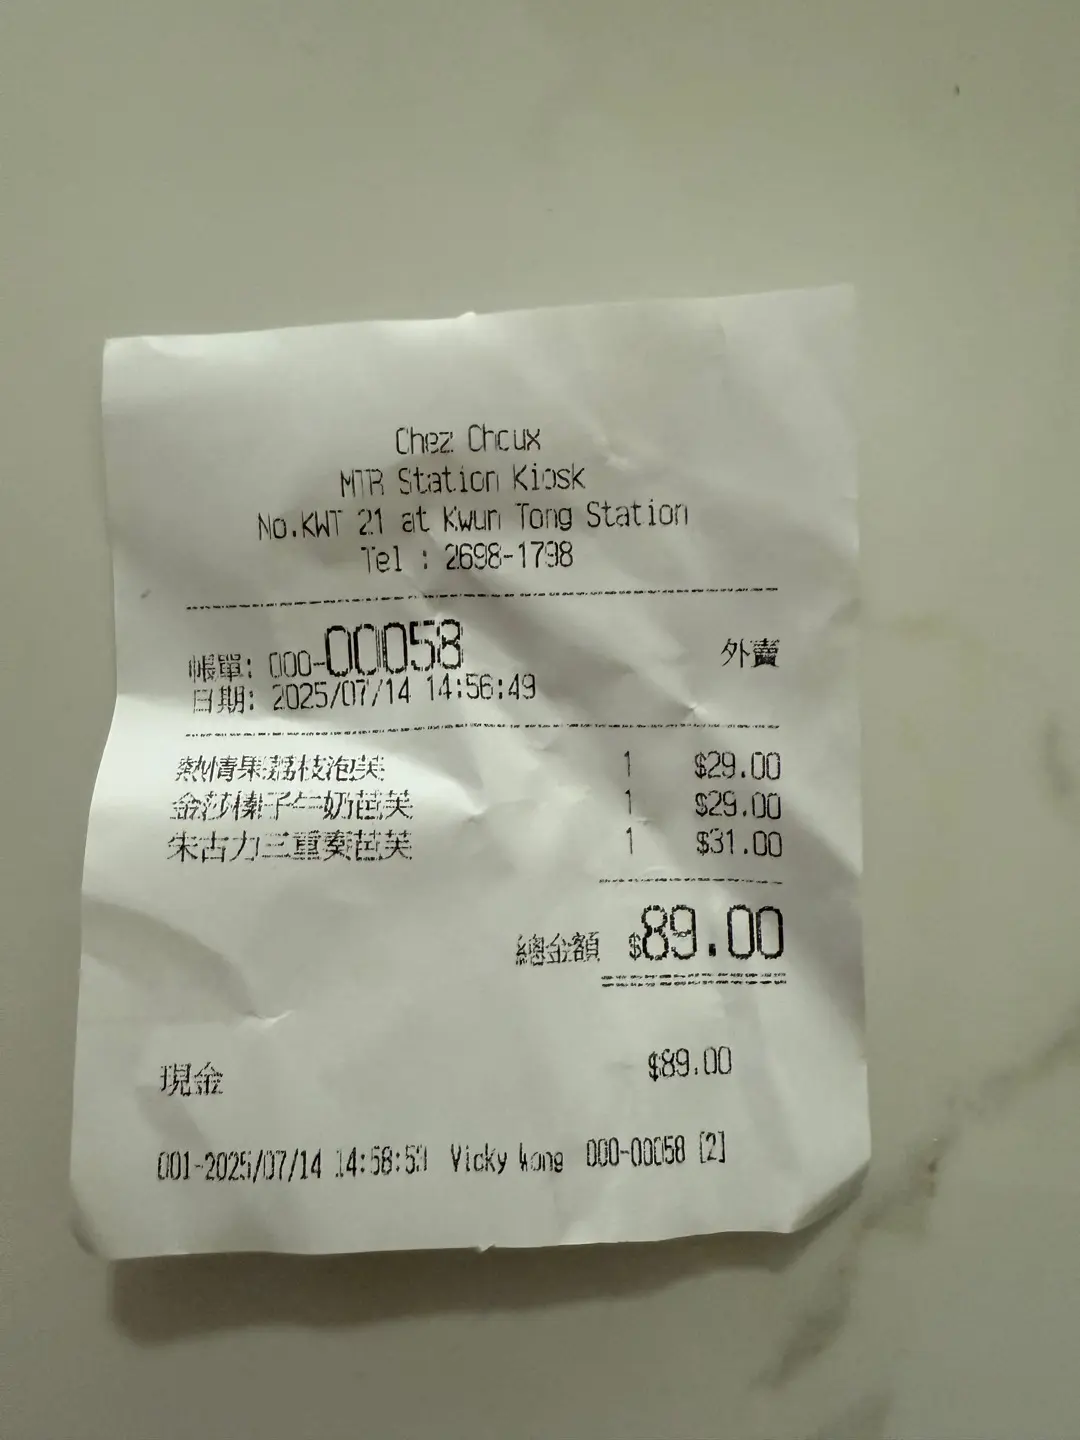 Chez Choux
MTR Station Kiosk
No.KWT 21 at Kwun Tong Station
Tel : 2698-1798
帳單: 000-00058 外賣
日期: 2025/07/14 14:56:49
熱情果荔枝泡芙 1 $29.00
金莎榛子牛奶芭芙 1 $29.00
朱古力三重奏芭芙 1 $31.00
總金額 $89.00
現金 $89.00
001-2025/07/14 14:58:53 Vicky 000-00058 [2]